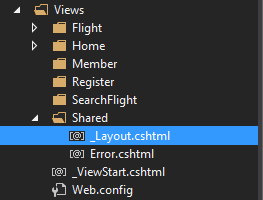 Views
Flight
Home
Member
Register
SearchFlight
Shared
_Layout.cshtml
Error.cshtml
_ViewStart.cshtml
Web.config